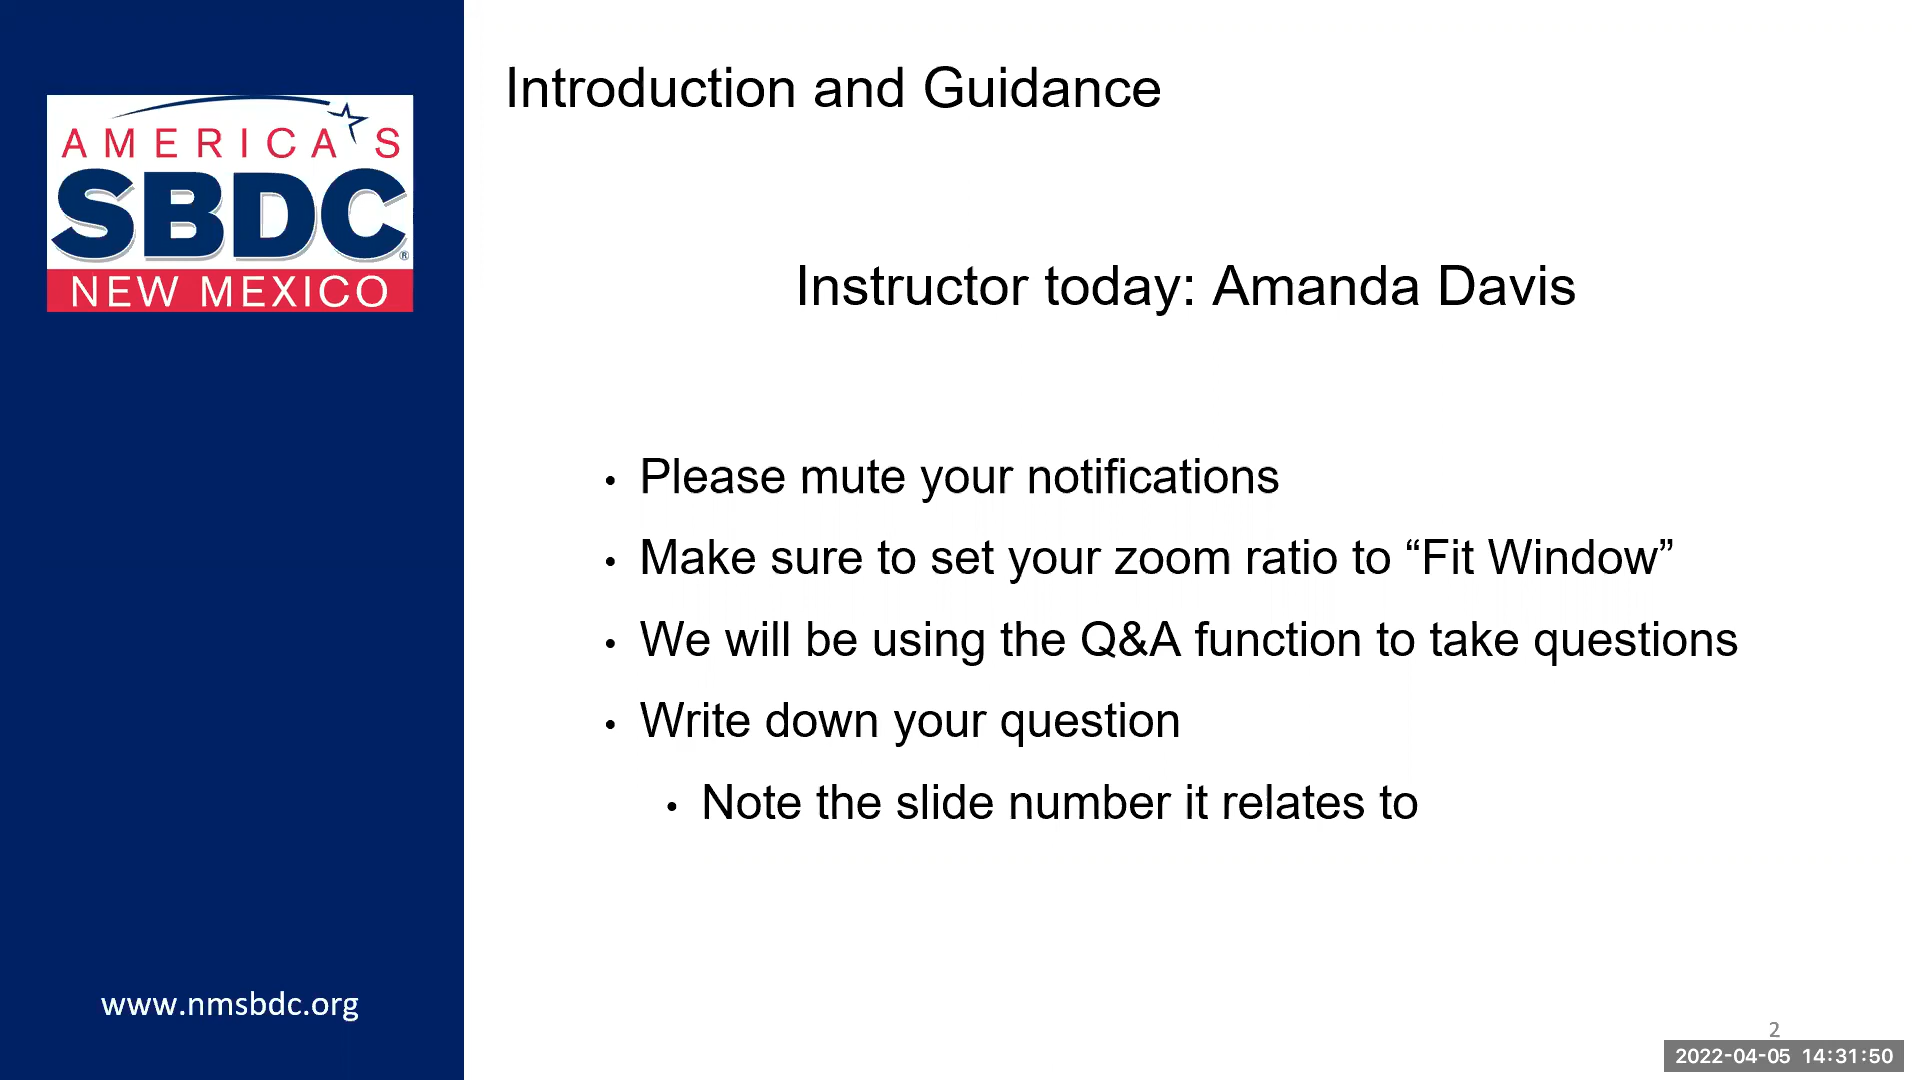 AMERICA'S
SBDC®
NEW MEXICO
www.nmsbdc.org
Introduction and Guidance
Instructor today: Amanda Davis
• Please mute your notifications
• Make sure to set your zoom ratio to “Fit Window”
• We will be using the Q&A function to take questions
• Write down your question
• Note the slide number it relates to
2
2022-04-05 14:31:50